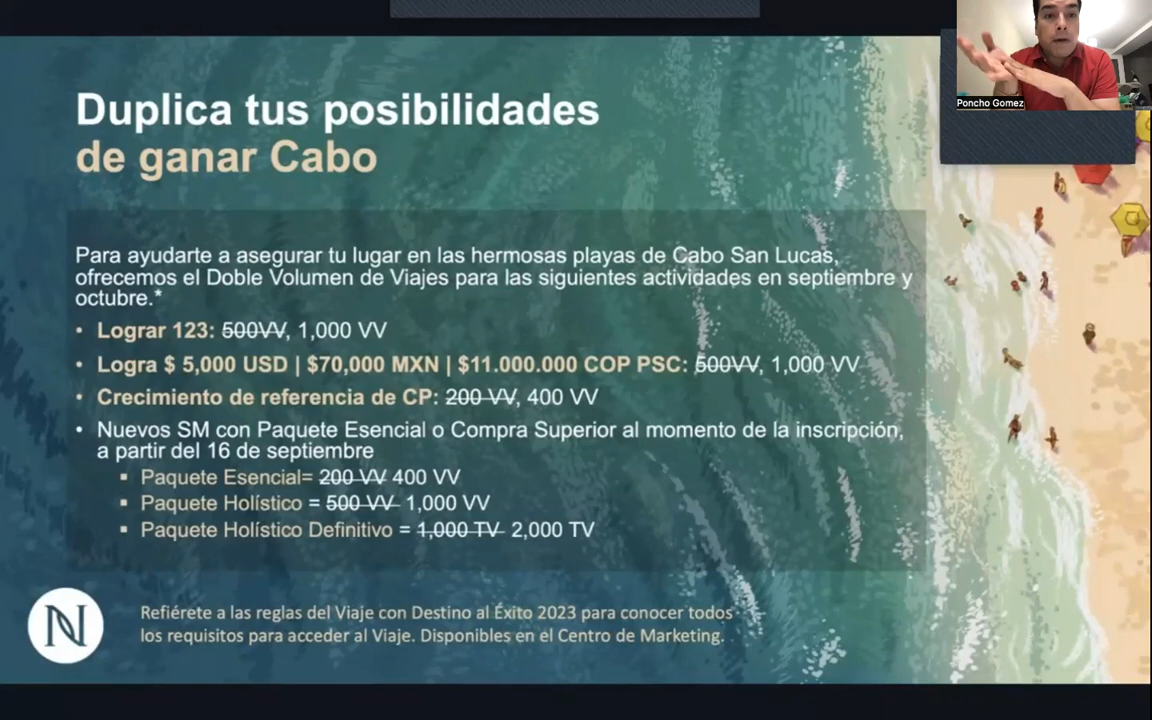 Poncho Gomez
Duplica tus posibilidades
de ganar Cabo
Para ayudarte a asegurar tu lugar en las hermosas playas de Cabo San Lucas,
ofrecemos el Doble Volumen de Viajes para las siguientes actividades en septiembre y
octubre.*
• Lograr 123: 500VV, 1,000 VV
• Logra $ 5,000 USD | $70,000 MXN | $11.000.000 COP PSC: 500VV, 1,000 VV
• Crecimiento de referencia de CP: 200 VV, 400 VV
• Nuevos SM con Paquete Esencial o Compra Superior al momento de la inscripción,
a partir del 16 de septiembre
▪ Paquete Esencial= 200 VV 400 VV
▪ Paquete Holístico = 500 VV 1,000 VV
▪ Paquete Holístico Definitivo = 1,000 TV 2,000 TV
N
Refiérete a las reglas del Viaje con Destino al Éxito 2023 para conocer todos
los requisitos para acceder al Viaje. Disponibles en el Centro de Marketing.